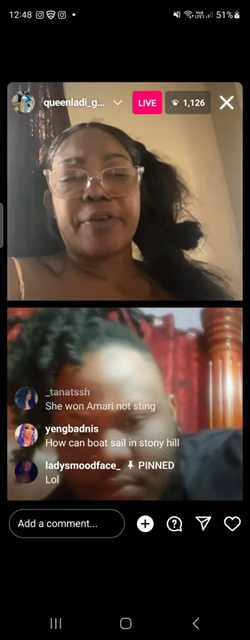 12:48
51%
queenladi_g...
LIVE
1,126
_tanatssh
She won Amari not sting
yengbadnis
How can boat sail in stony hill
ladysmoodface_ PINNED
Lol
Add a comment...